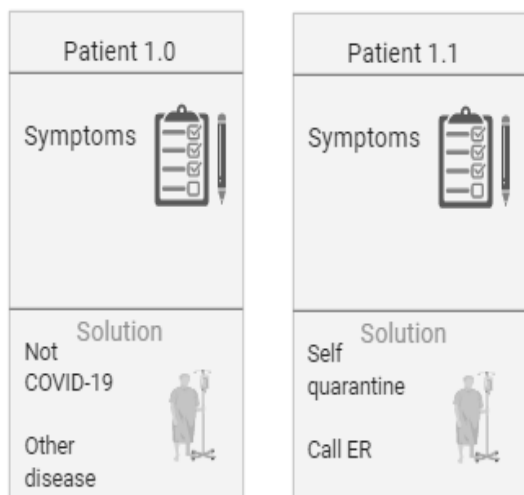 Patient 1.0
Symptoms
Solution
Not
COVID-19
Other
disease
Patient 1.1
Symptoms
Solution
Self
quarantine
Call ER